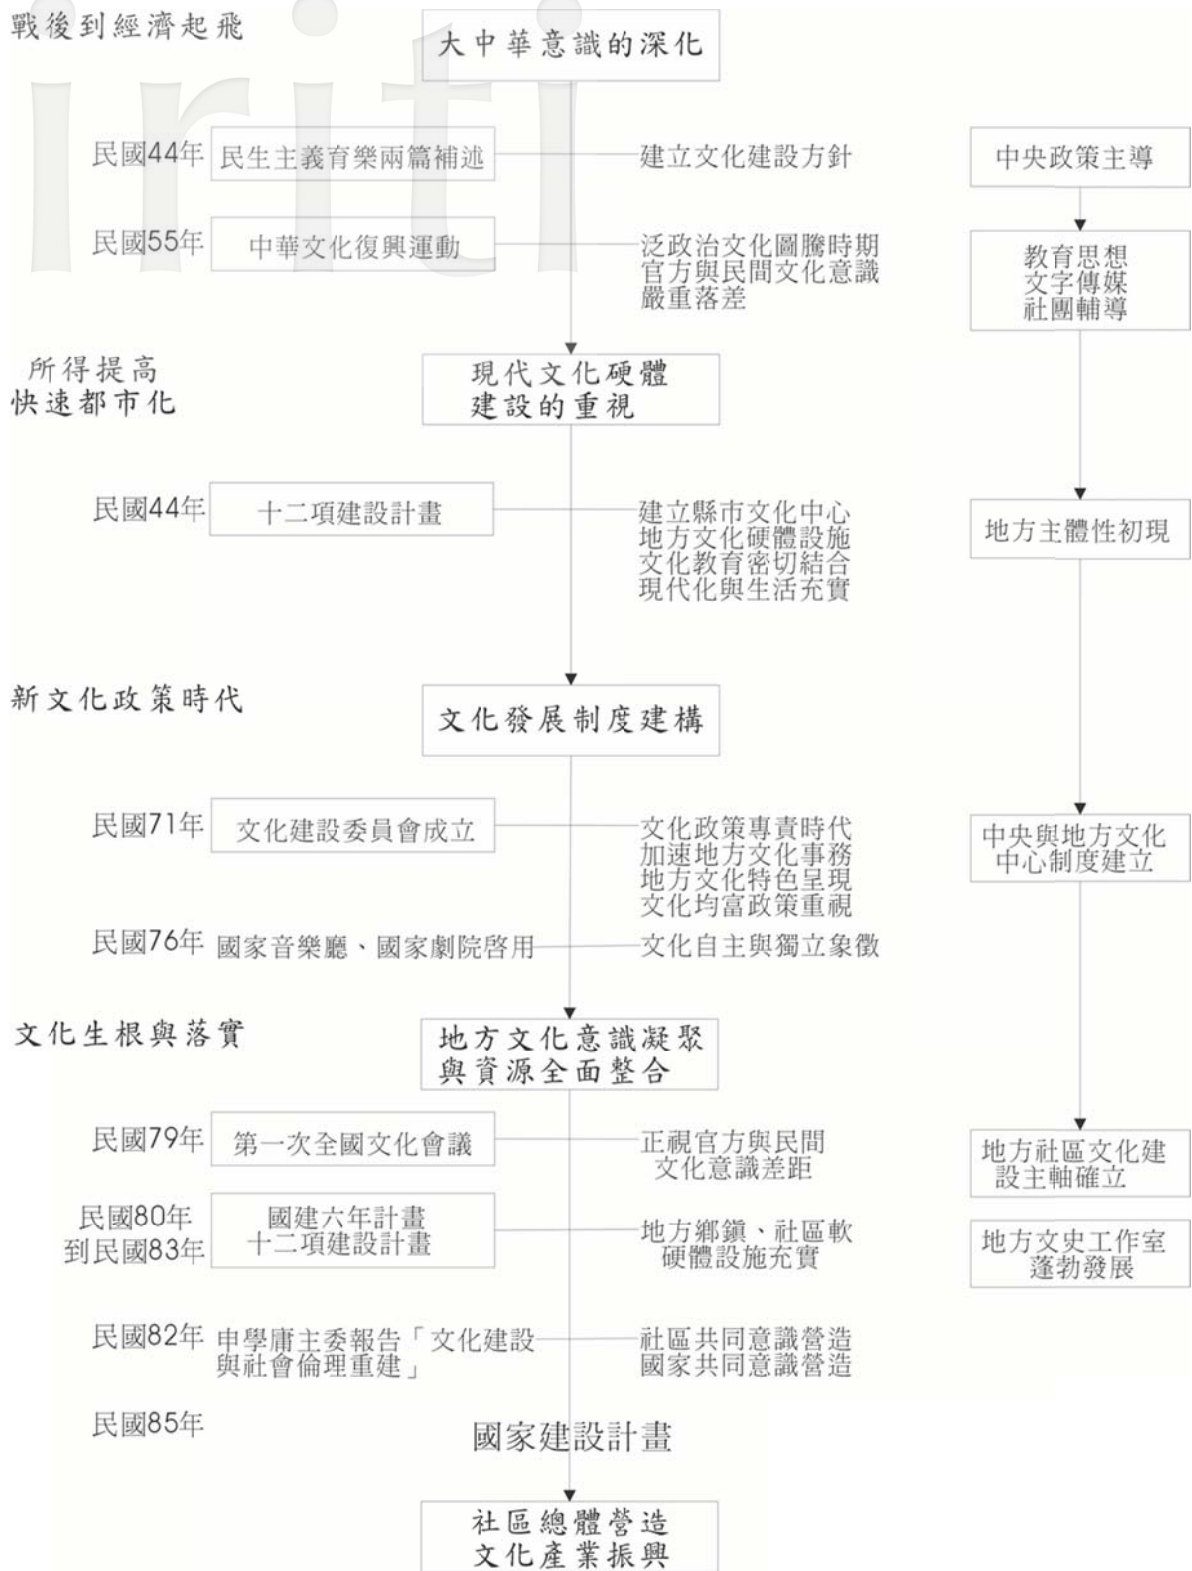 戰後到經濟起飛
大中華意識的深化
iriti
民國44年
民生主義育樂兩篇補述
建立文化建設方針
中央政策主導
民國55年
中華文化復興運動
泛政治文化圖騰時期
官方與民間文化意識
嚴重落差
教育思想
文字傳媒
社團輔導
所得提高
快速都市化
現代文化硬體
建設的重視
民國44年
十二項建設計畫
建立縣市文化中心
地方文化硬體設施
文化教育密切結合
現代化與生活充實
地方主體性初現
新文化政策時代
文化發展制度建構
民國71年
文化建設委員會成立
文化政策專責時代
加速地方文化事務
地方文化特色呈現
文化均富政策重視
中央與地方文化
中心制度建立
民國76年
國家音樂廳、國家劇院啓用
文化自主與獨立象徵
文化生根與落實
地方文化意識凝聚
與資源全面整合
民國79年
第一次全國文化會議
正視官方與民間
文化意識差距
地方社區文化建
設主軸確立
民國80年
到民國83年
國建六年計畫
十二項建設計畫
地方鄉鎮、社區軟
硬體設施充實
地方文史工作室
蓬勃發展
民國82年
申學庸主委報告「文化建設
與社會倫理重建」
社區共同意識營造
國家共同意識營造
民國85年
國家建設計畫
社區總體營造
文化產業振興